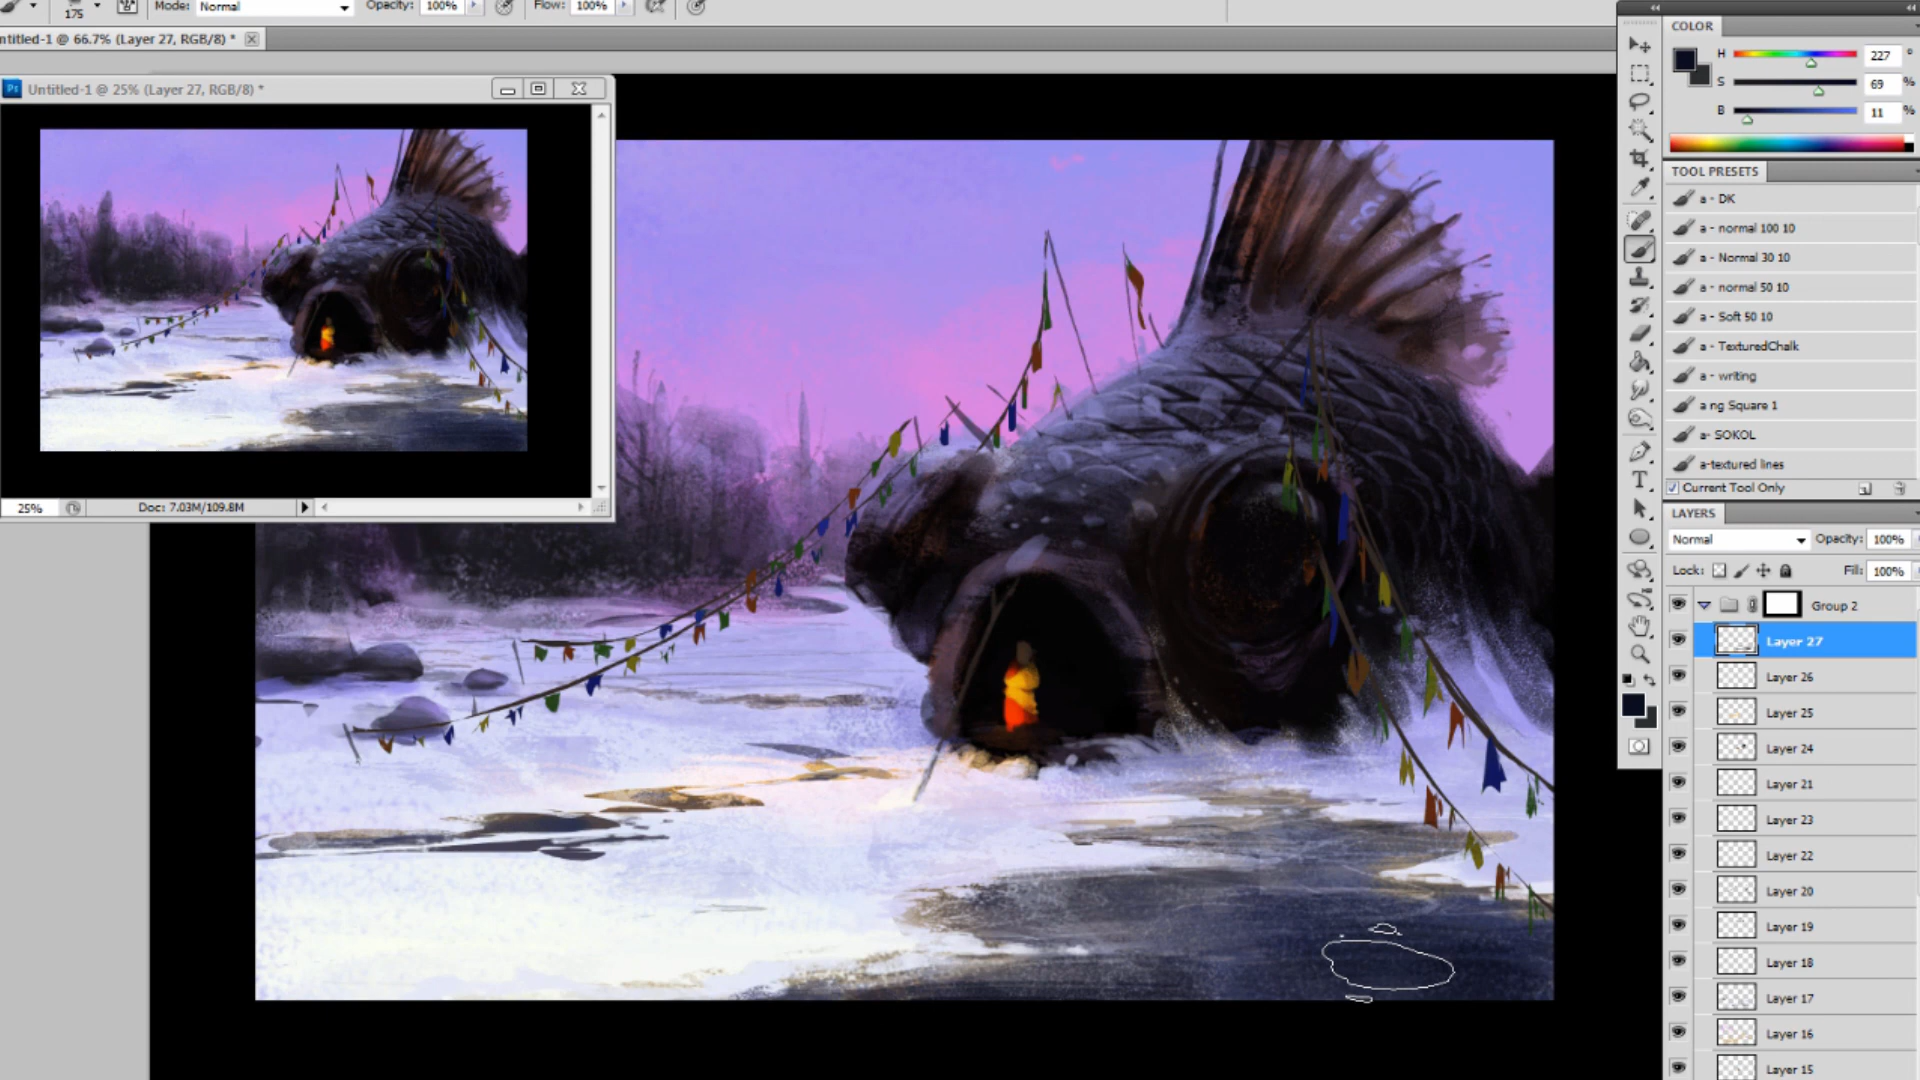 175
Mode: Normal
Opacity: 100%
Flow: 100%
ntitled-1 @ 66.7% (Layer 27, RGB/8) *
Ps Untitled-1 @ 25% (Layer 27, RGB/8) *
25%
Doc: 7.03M/109.8M
COLOR
H 227 °
S 69 %
B 11 %
TOOL PRESETS
a - DK
a - normal 100 10
a - Normal 30 10
a - normal 50 10
a - Soft 50 10
a - TexturedChalk
a - writing
a ng Square 1
a- SOKOL
a-textured lines
Current Tool Only
LAYERS
Normal
Opacity: 100%
Lock:
Fill: 100%
Group 2
Layer 27
Layer 26
Layer 25
Layer 24
Layer 21
Layer 23
Layer 22
Layer 20
Layer 19
Layer 18
Layer 17
Layer 16
Layer 15